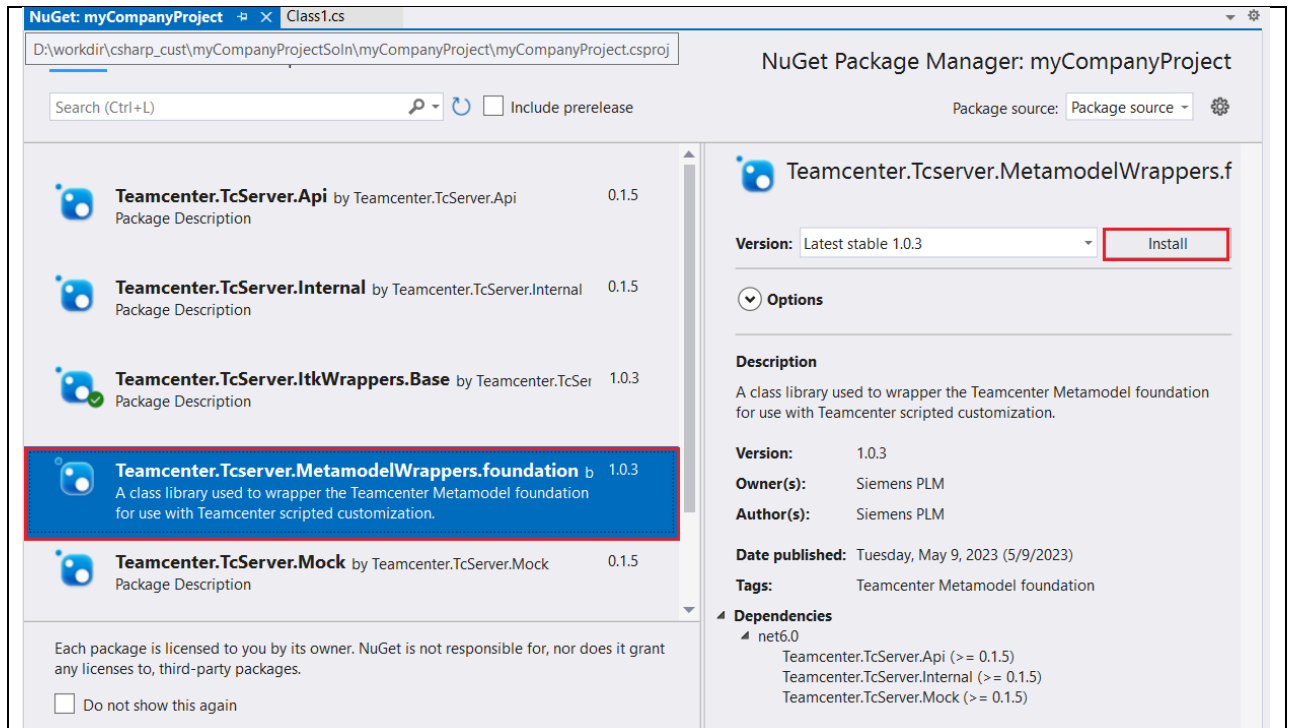 NuGet: myCompanyProject
Class1.cs
D:\workdir\csharp_cust\myCompanyProjectSoln\myCompanyProject\myCompanyProject.csproj
NuGet Package Manager: myCompanyProject
Search (Ctrl+L)
Include prerelease
Package source: Package source
Teamcenter.TcServer.Api by Teamcenter.TcServer.Api 0.1.5
Package Description
Teamcenter.TcServer.Internal by Teamcenter.TcServer.Internal 0.1.5
Package Description
Teamcenter.TcServer.ItkWrappers.Base by Teamcenter.TcSer 1.0.3
Package Description
Teamcenter.Tcserver.MetamodelWrappers.foundation b 1.0.3
A class library used to wrapper the Teamcenter Metamodel foundation
for use with Teamcenter scripted customization.
Teamcenter.TcServer.Mock by Teamcenter.TcServer.Mock 0.1.5
Package Description
Each package is licensed to you by its owner. NuGet is not responsible for, nor does it grant
any licenses to, third-party packages.
Do not show this again
Teamcenter.Tcserver.MetamodelWrappers.f
Version: Latest stable 1.0.3 Install
Options
Description
A class library used to wrapper the Teamcenter Metamodel foundation
for use with Teamcenter scripted customization.
Version: 1.0.3
Owner(s): Siemens PLM
Author(s): Siemens PLM
Date published: Tuesday, May 9, 2023 (5/9/2023)
Tags: Teamcenter Metamodel foundation
Dependencies
net6.0
Teamcenter.TcServer.Api (>= 0.1.5)
Teamcenter.TcServer.Internal (>= 0.1.5)
Teamcenter.TcServer.Mock (>= 0.1.5)